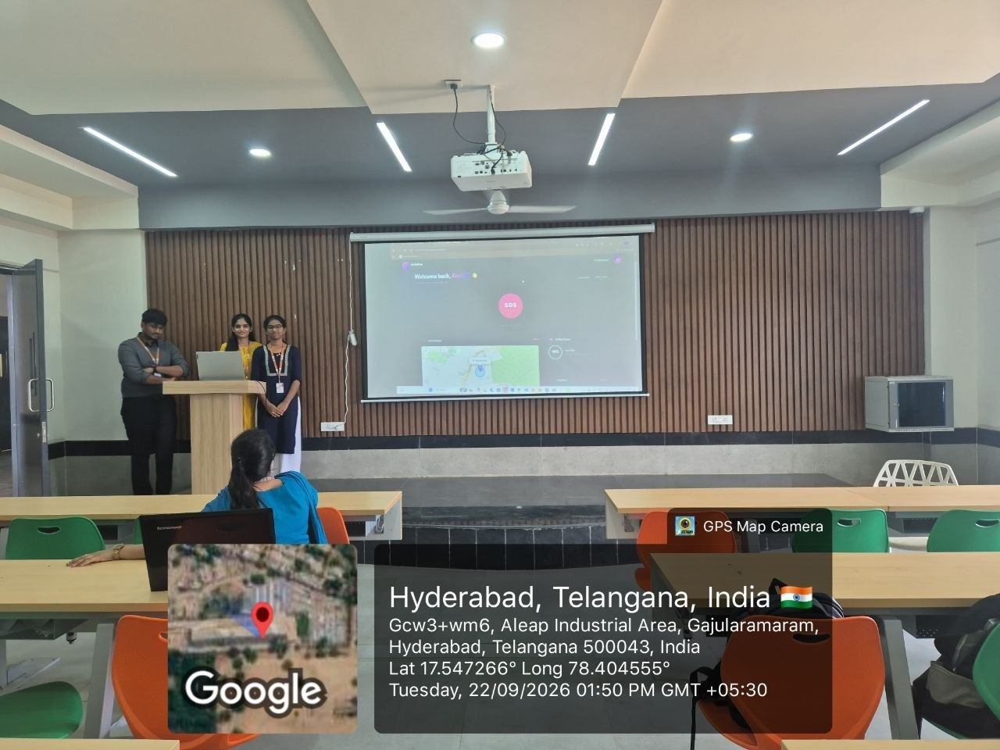 Welcome back,
SOS
lenovo
GPS Map Camera
Hyderabad, Telangana, India
Gcw3+wm6, Aleap Industrial Area, Gajularamaram,
Hyderabad, Telangana 500043, India
Lat 17.547266° Long 78.404555°
Tuesday, 22/09/2026 01:50 PM GMT +05:30
Google